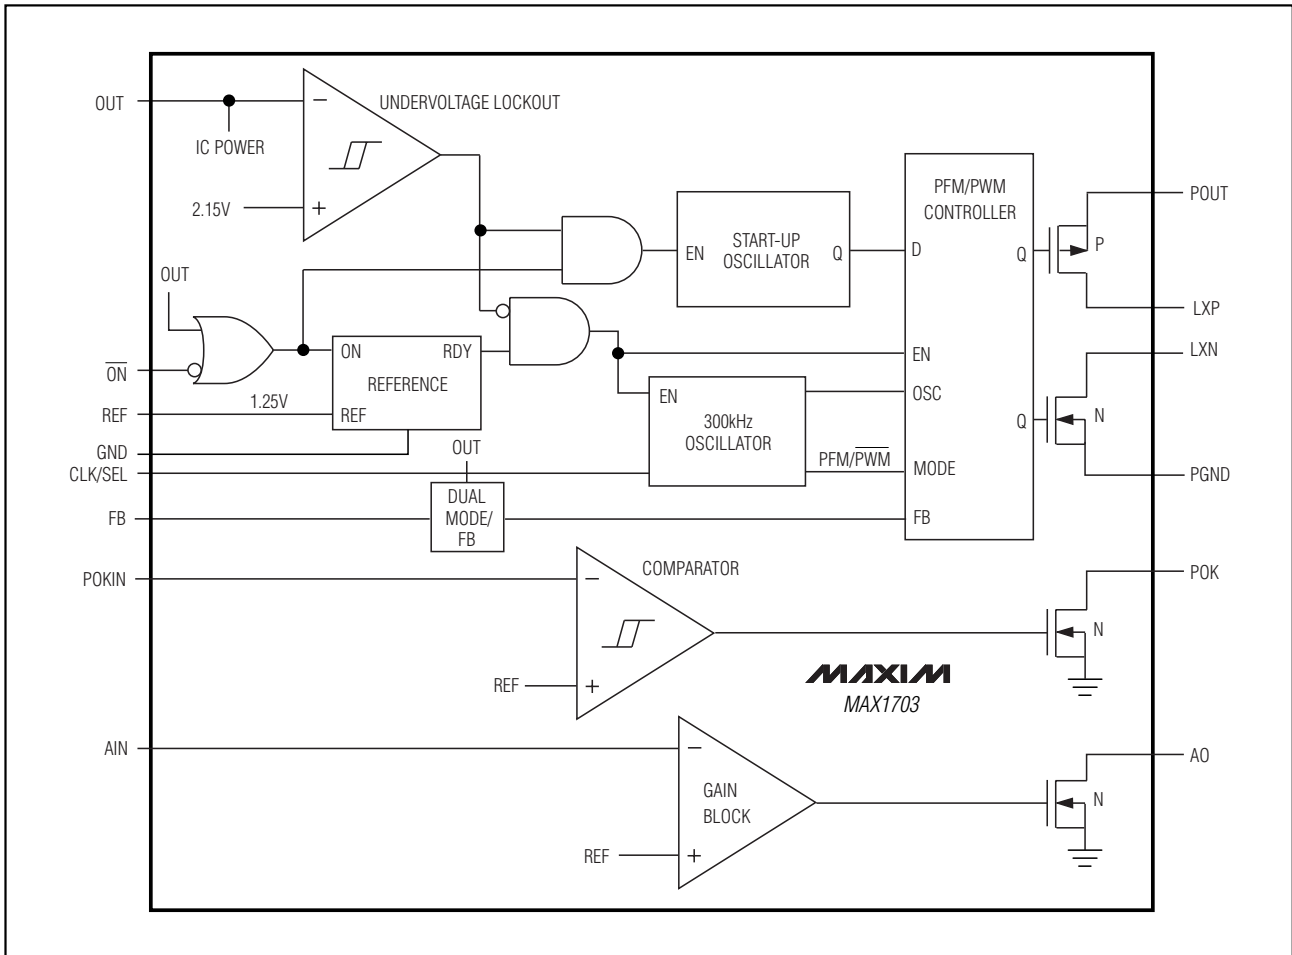 UNDERVOLTAGE LOCKOUT
OUT
−
IC POWER
2.15V
+
PFM/PWM
CONTROLLER
POUT
START-UP
OSCILLATOR
EN
Q
D
Q
P
OUT
LXP
ON
ON
RDY
EN
LXN
REFERENCE
1.25V
REF
REF
EN
300kHz
OSCILLATOR
OSC
Q
N
GND
OUT
CLK/SEL
PFM/PWM
MODE
PGND
FB
DUAL
MODE/
FB
FB
POKIN
−
COMPARATOR
POK
N
REF
+
MAXIM
MAX1703
AIN
−
AO
GAIN
BLOCK
N
REF
+